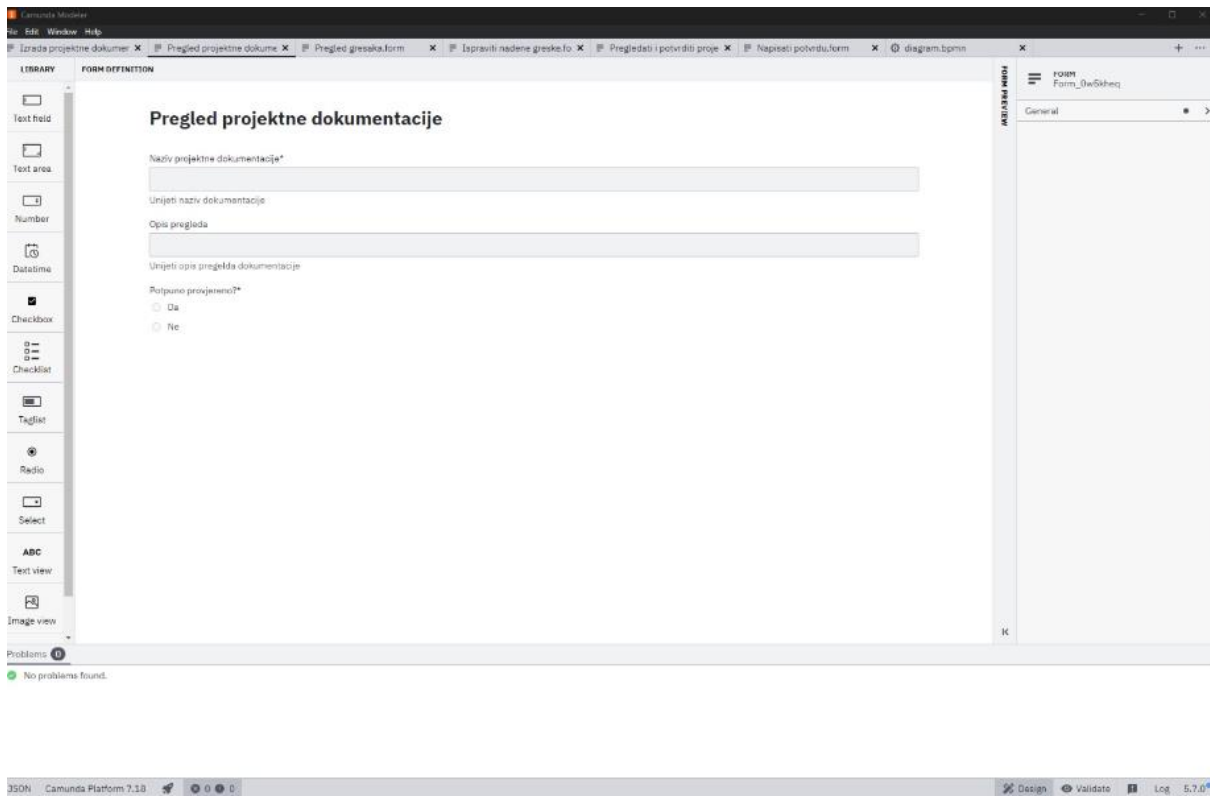 Camunda Modeler
File Edit Window Help
Izrada projektne dokumer
Pregled projektne dokume
Pregled gresaka.form
Ispraviti nađene greske.fo
Pregledati i potvrditi proje
Napisati potvrdu.form
diagram.bpmn
LIBRARY
FORM DEFINITION
Text field
Text area
Number
Datetime
Checkbox
Checklist
Taglist
Radio
Select
ABC
Text view
Image view
Pregled projektne dokumentacije
Naziv projektne dokumentacije*
Unijeti naziv dokumentacije
Opis pregleda
Unijeti opis pregelda dokumentacije
Potpuno provjereno?*
Da
Ne
FORM PREVIEW
FORM
Form_0w5kheq
General
Problems 0
No problems found.
JSON Camunda Platform 7.18 0 0
Design Validate Log 5.7.0